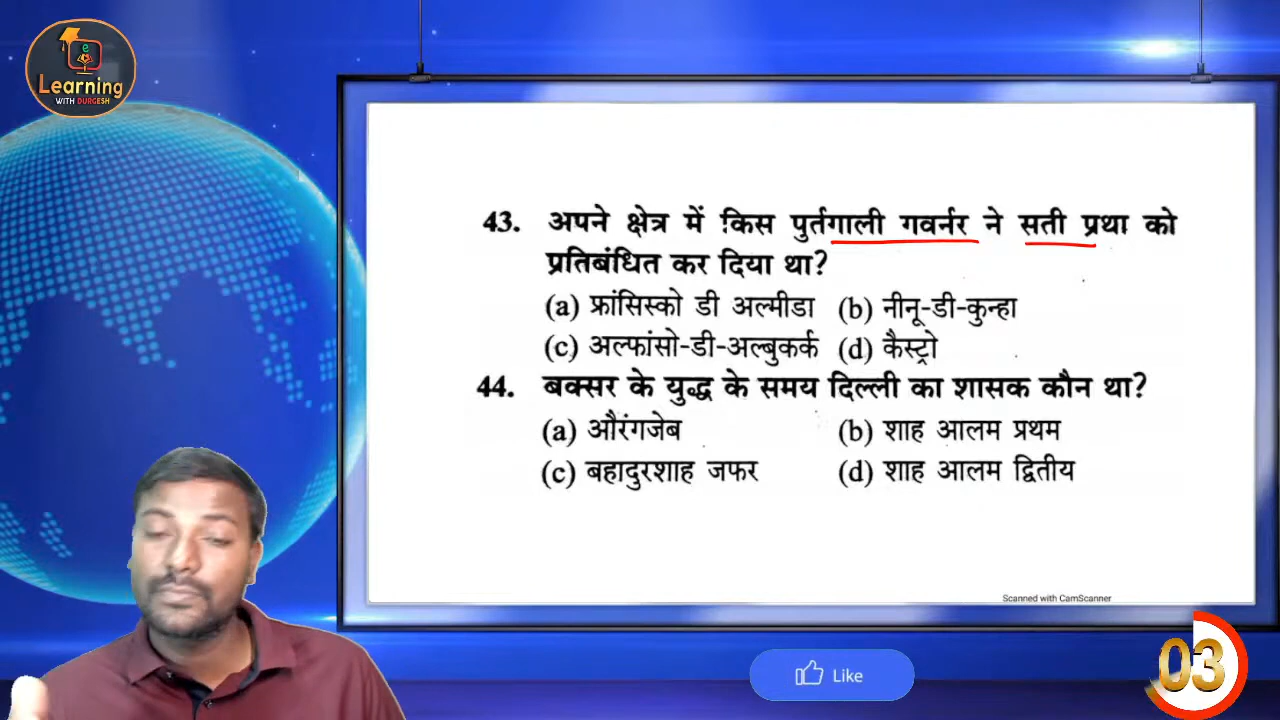 e
Learning
WITH DURGESH
43. अपने क्षेत्र में किस पुर्तगाली गवर्नर ने सती प्रथा को
प्रतिबंधित कर दिया था?
(a) फ्रांसिस्को डी अल्मीडा (b) नीनू-डी-कुन्हा
(c) अल्फांसो-डी-अल्बुकर्क (d) कैस्ट्रो
44. बक्सर के युद्ध के समय दिल्ली का शासक कौन था?
(a) औरंगजेब (b) शाह आलम प्रथम
(c) बहादुरशाह जफर (d) शाह आलम द्वितीय
Scanned with CamScanner
Like
03